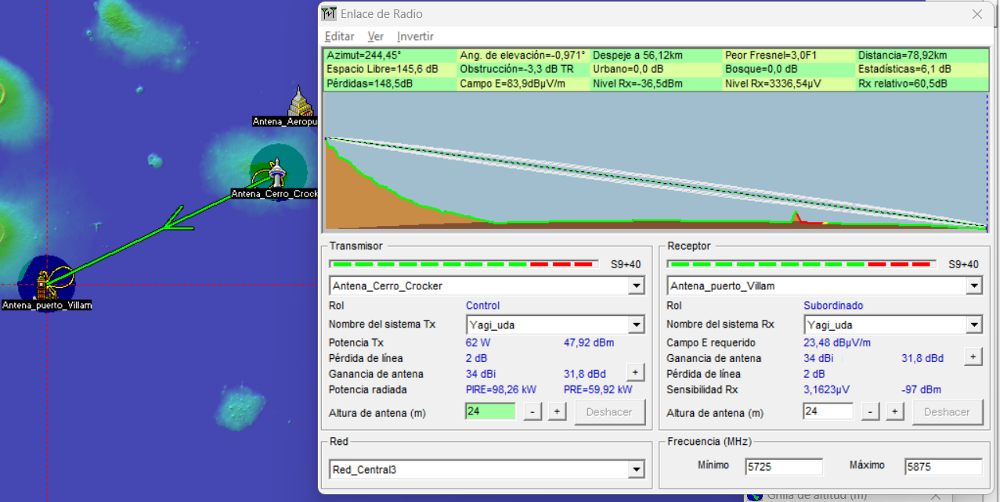 Enlace de Radio
Editar Ver Invertir
Azimut=244,45° Ang. de elevación=-0,971° Despeje a 56,12km Peor Fresnel=3,0F1 Distancia=78,92km
Espacio Libre=145,6 dB Obstrucción=-3,3 dB TR Urbano=0,0 dB Bosque=0,0 dB Estadísticas=6,1 dB
Pérdidas=148,5dB Campo E=83,9dBµV/m Nivel Rx=-36,5dBm Nivel Rx=3336,54µV Rx relativo=60,5dB
Antena_Aeropu
Antena_Cerro_Crock
Antena_puerto_Villam
Transmisor
S9+40
Antena_Cerro_Crocker
Rol Control
Nombre del sistema Tx Yagi_uda
Potencia Tx 62 W 47,92 dBm
Pérdida de línea 2 dB
Ganancia de antena 34 dBi 31,8 dBd +
Potencia radiada PIRE=98,26 kW PRE=59,92 kW
Altura de antena (m) 24 - + Deshacer
Receptor
S9+40
Antena_puerto_Villam
Rol Subordinado
Nombre del sistema Rx Yagi_uda
Campo E requerido 23,48 dBµV/m
Ganancia de antena 34 dBi 31,8 dBd +
Pérdida de línea 2 dB
Sensibilidad Rx 3,1623µV -97 dBm
Altura de antena (m) 24 - + Deshacer
Red
Red_Central3
Frecuencia (MHz)
Mínimo 5725 Máximo 5875
Grilla de altitud (m)